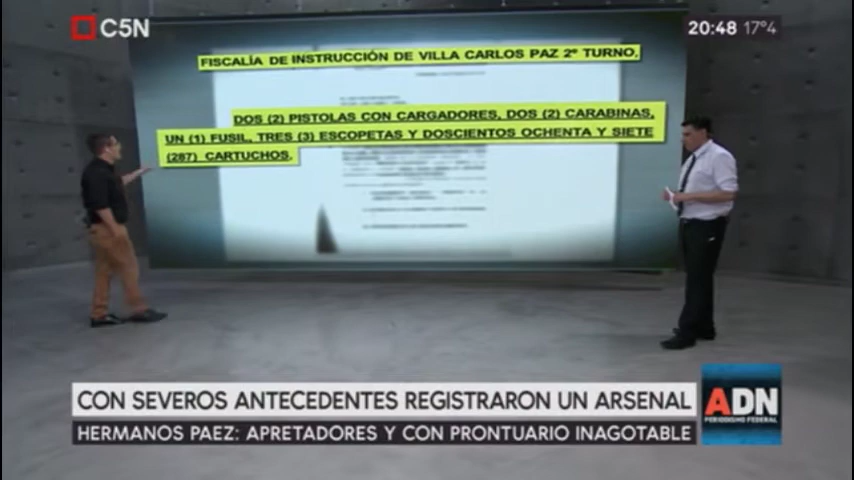 C5N
20:48 17°4
FISCALÍA DE INSTRUCCIÓN DE VILLA CARLOS PAZ 2º TURNO,
DOS (2) PISTOLAS CON CARGADORES, DOS (2) CARABINAS,
UN (1) FUSIL, TRES (3) ESCOPETAS Y DOSCIENTOS OCHENTA Y SIETE
(287) CARTUCHOS.
CON SEVEROS ANTECEDENTES REGISTRARON UN ARSENAL
HERMANOS PAEZ: APRETADORES Y CON PRONTUARIO INAGOTABLE
ADN
PERIODISMO FEDERAL